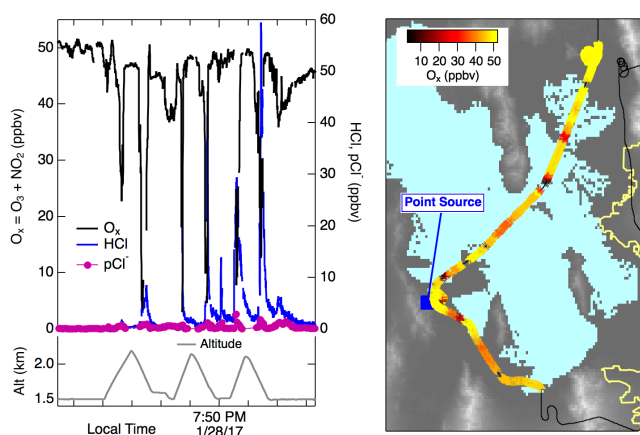 50
40
30
20
10
0
Oₓ = O₃ + NO₂ (ppbv)
60
50
40
30
20
10
0
HCl, pCl⁻ (ppbv)
Oₓ
HCl
pCl⁻
Altitude
2.0
1.5
Alt (km)
7:50 PM
Local Time
1/28/17
10 20 30 40 50
Oₓ (ppbv)
Point Source